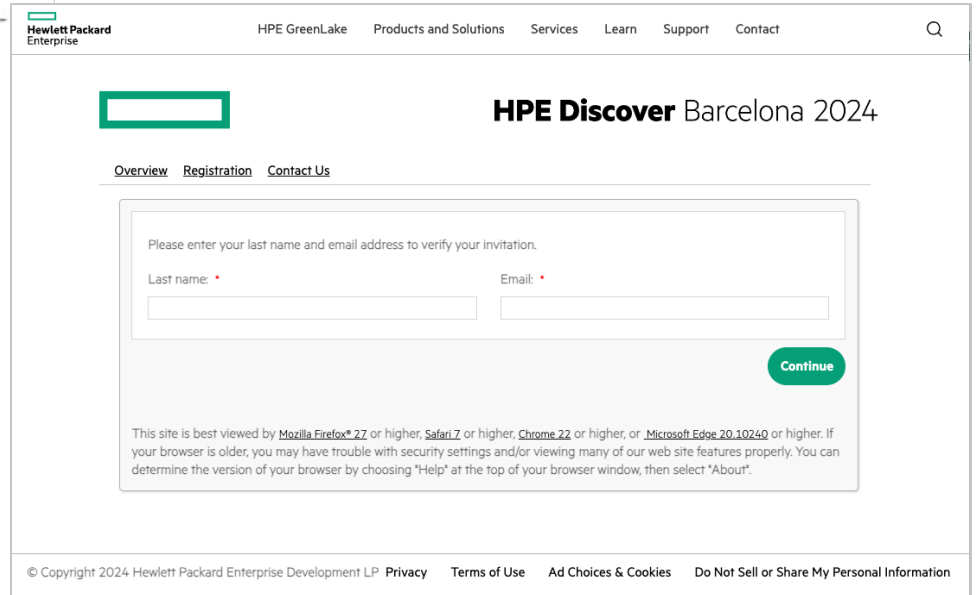 Hewlett Packard
Enterprise
HPE GreenLake Products and Solutions Services Learn Support Contact
HPE Discover Barcelona 2024
Overview Registration Contact Us
Please enter your last name and email address to verify your invitation.
Last name: * Email: *
Continue
This site is best viewed by Mozilla Firefox® 27 or higher, Safari 7 or higher, Chrome 22 or higher, or Microsoft Edge 20.10240 or higher. If
your browser is older, you may have trouble with security settings and/or viewing many of our web site features properly. You can
determine the version of your browser by choosing "Help" at the top of your browser window, then select "About".
© Copyright 2024 Hewlett Packard Enterprise Development LP Privacy Terms of Use Ad Choices & Cookies Do Not Sell or Share My Personal Information